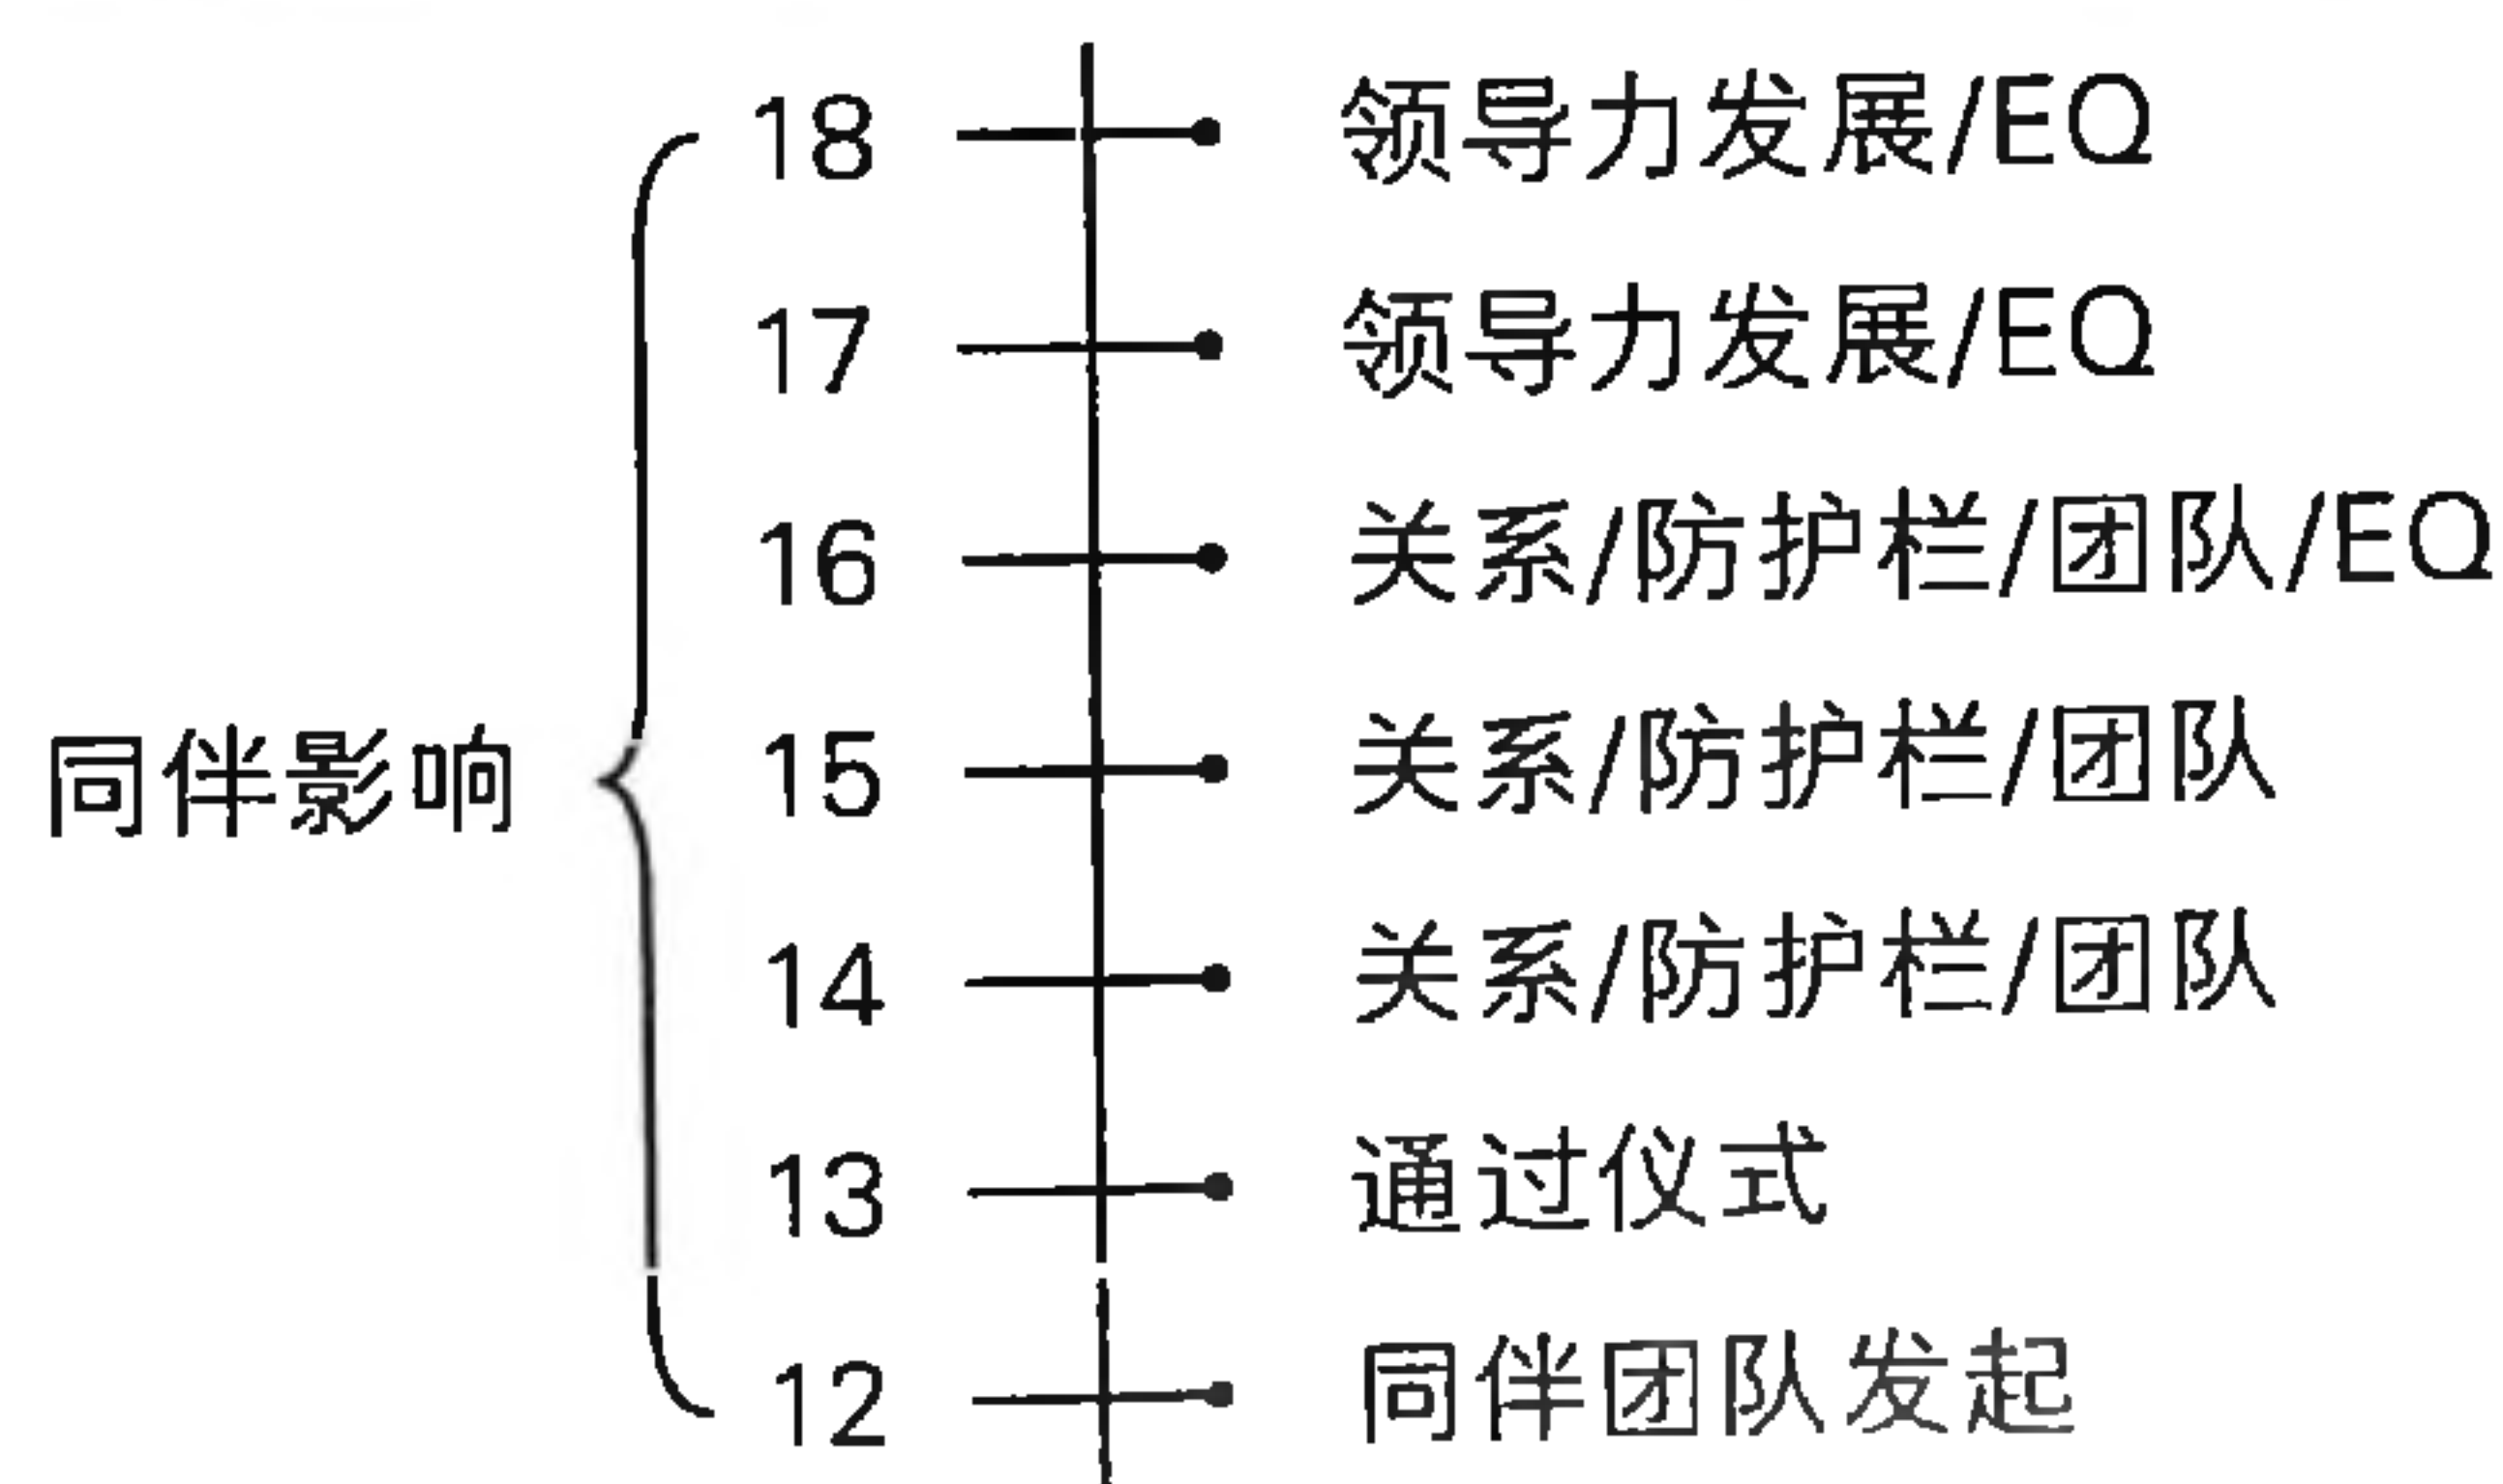 18 领导力发展/EQ
17 领导力发展/EQ
16 关系/防护栏/团队/EQ
同伴影响
15 关系/防护栏/团队
14 关系/防护栏/团队
13 通过仪式
12 同伴团队发起